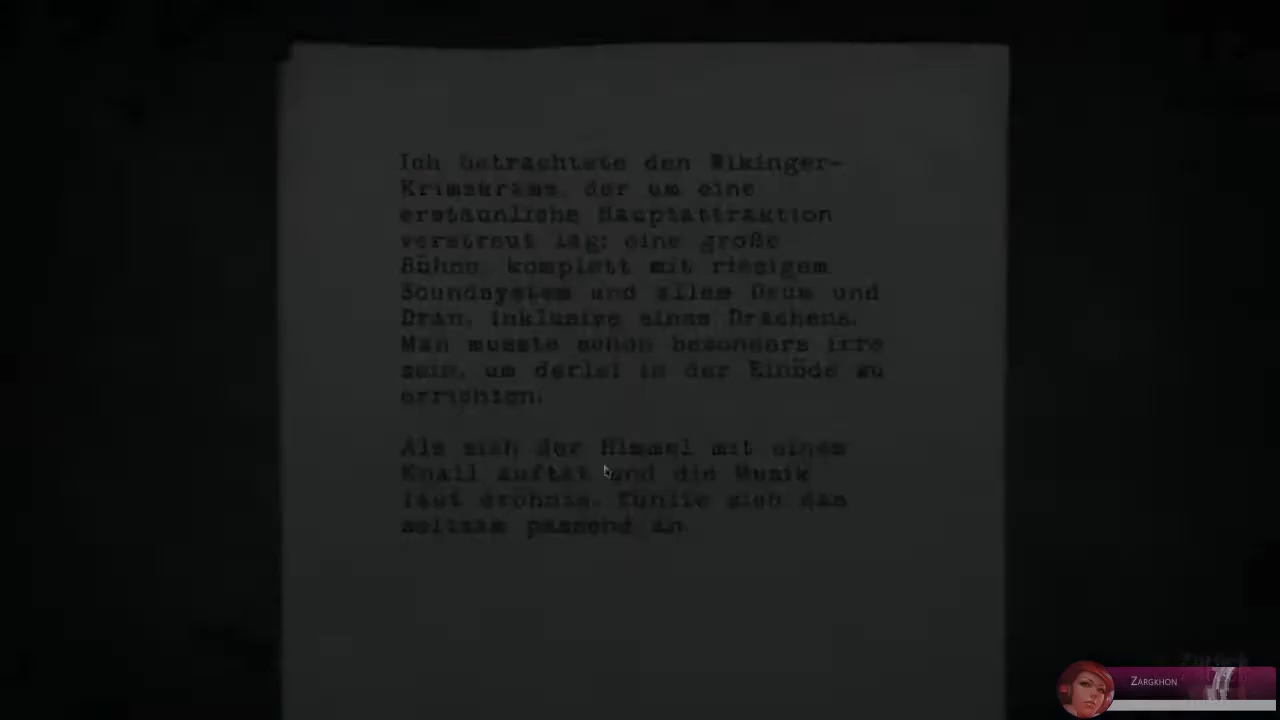 Ich betrachtete den Wikinger-
Krimskrams, der um eine
erstaunliche Hauptattraktion
verstreut lag: eine große
Bühne, komplett mit riesigem
Soundsystem und allem Drum und
Dran, inklusive eines Drachens.
Man musste schon besonders irre
sein, um derlei in der Einöde zu
errichten.
Als sich der Himmel mit einem
Knall auftat und die Musik
laut dröhnte, fühlte sich das
seltsam passend an
Zurück
Zargkhon